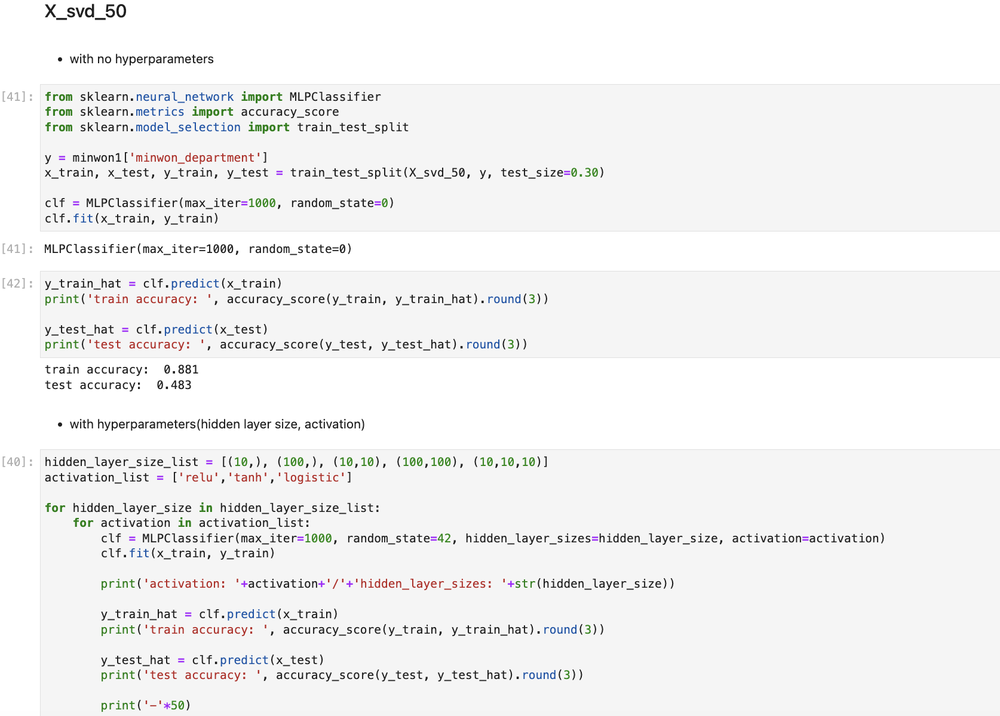 X_svd_50
• with no hyperparameters
[41]: from sklearn.neural_network import MLPClassifier
from sklearn.metrics import accuracy_score
from sklearn.model_selection import train_test_split
y = minwon1['minwon_department']
x_train, x_test, y_train, y_test = train_test_split(X_svd_50, y, test_size=0.30)
clf = MLPClassifier(max_iter=1000, random_state=0)
clf.fit(x_train, y_train)
[41]: MLPClassifier(max_iter=1000, random_state=0)
[42]: y_train_hat = clf.predict(x_train)
print('train accuracy: ', accuracy_score(y_train, y_train_hat).round(3))
y_test_hat = clf.predict(x_test)
print('test accuracy: ', accuracy_score(y_test, y_test_hat).round(3))
train accuracy:  0.881
test accuracy:  0.483
• with hyperparameters(hidden layer size, activation)
[40]: hidden_layer_size_list = [(10,), (100,), (10,10), (100,100), (10,10,10)]
activation_list = ['relu','tanh','logistic']
for hidden_layer_size in hidden_layer_size_list:
    for activation in activation_list:
        clf = MLPClassifier(max_iter=1000, random_state=42, hidden_layer_sizes=hidden_layer_size, activation=activation)
        clf.fit(x_train, y_train)
        print('activation: '+activation+'/'+'hidden_layer_sizes: '+str(hidden_layer_size))
        y_train_hat = clf.predict(x_train)
        print('train accuracy: ', accuracy_score(y_train, y_train_hat).round(3))
        y_test_hat = clf.predict(x_test)
        print('test accuracy: ', accuracy_score(y_test, y_test_hat).round(3))
        print('-'*50)